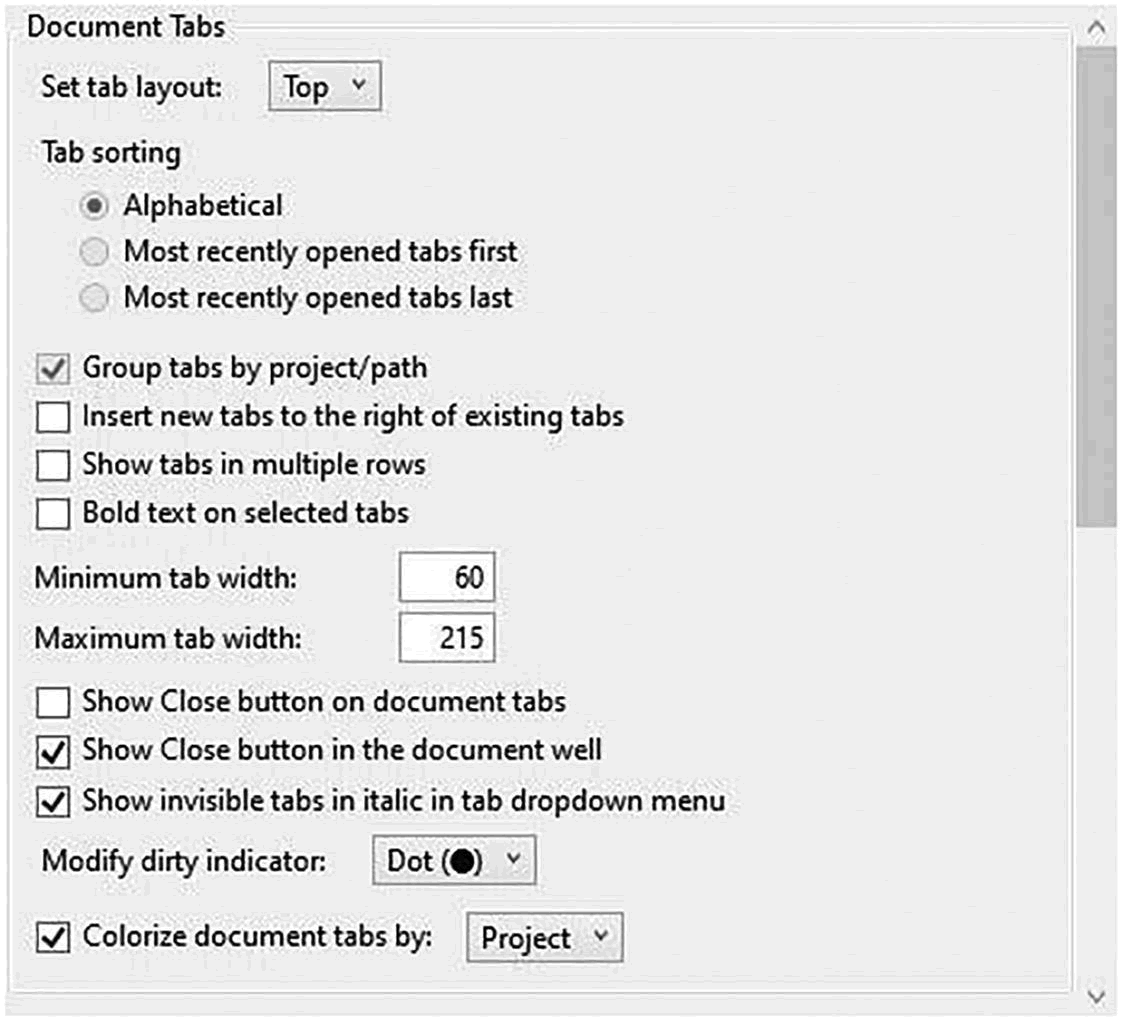 Document Tabs
Set tab layout: Top
Tab sorting
Alphabetical
Most recently opened tabs first
Most recently opened tabs last
Group tabs by project/path
Insert new tabs to the right of existing tabs
Show tabs in multiple rows
Bold text on selected tabs
Minimum tab width: 60
Maximum tab width: 215
Show Close button on document tabs
Show Close button in the document well
Show invisible tabs in italic in tab dropdown menu
Modify dirty indicator: Dot (●)
Colorize document tabs by: Project